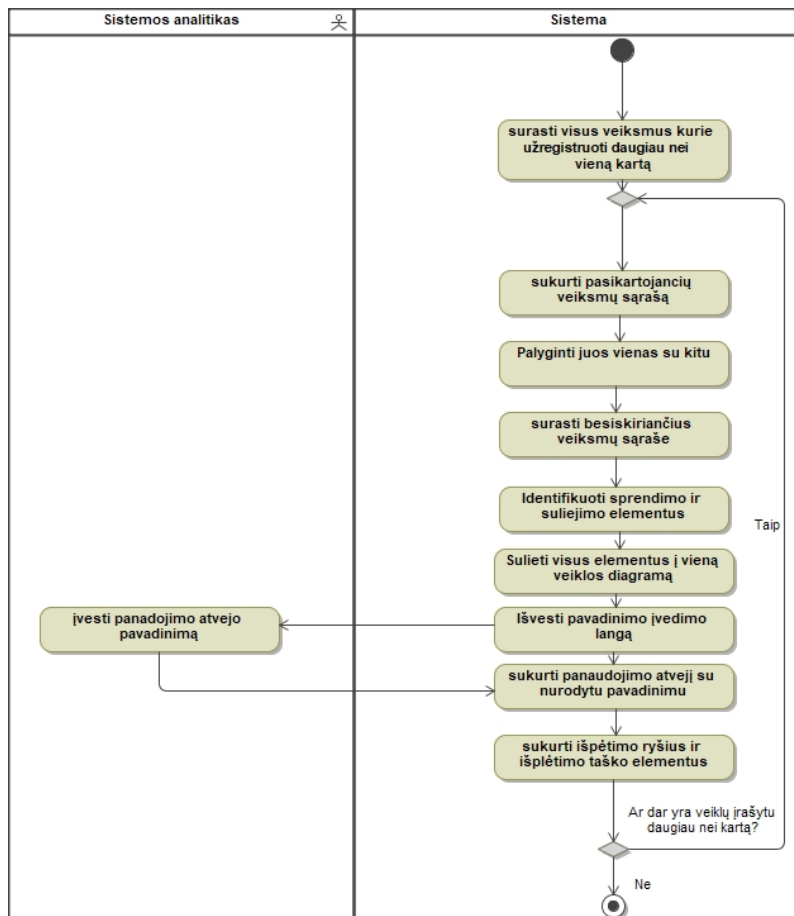 Sistemos analitikas
Sistema
surasti visus veiksmus kurie
užregistruoti daugiau nei
vieną kartą
sukurti pasikartojancių
veiksmų sąrašą
Palyginti juos vienas su kitu
surasti besiskiriančius
veiksmų sąraše
Identifikuoti sprendimo ir
suliejimo elementus
Taip
Sulieti visus elementus į vieną
veiklos diagramą
įvesti panadojimo atvejo
pavadinimą
Išvesti pavadinimo įvedimo
langą
sukurti panaudojimo atvejį su
nurodytu pavadinimu
sukurti išpėtimo ryšius ir
išplėtimo taško elementus
Ar dar yra veiklų įrašytu
daugiau nei kartą?
Ne